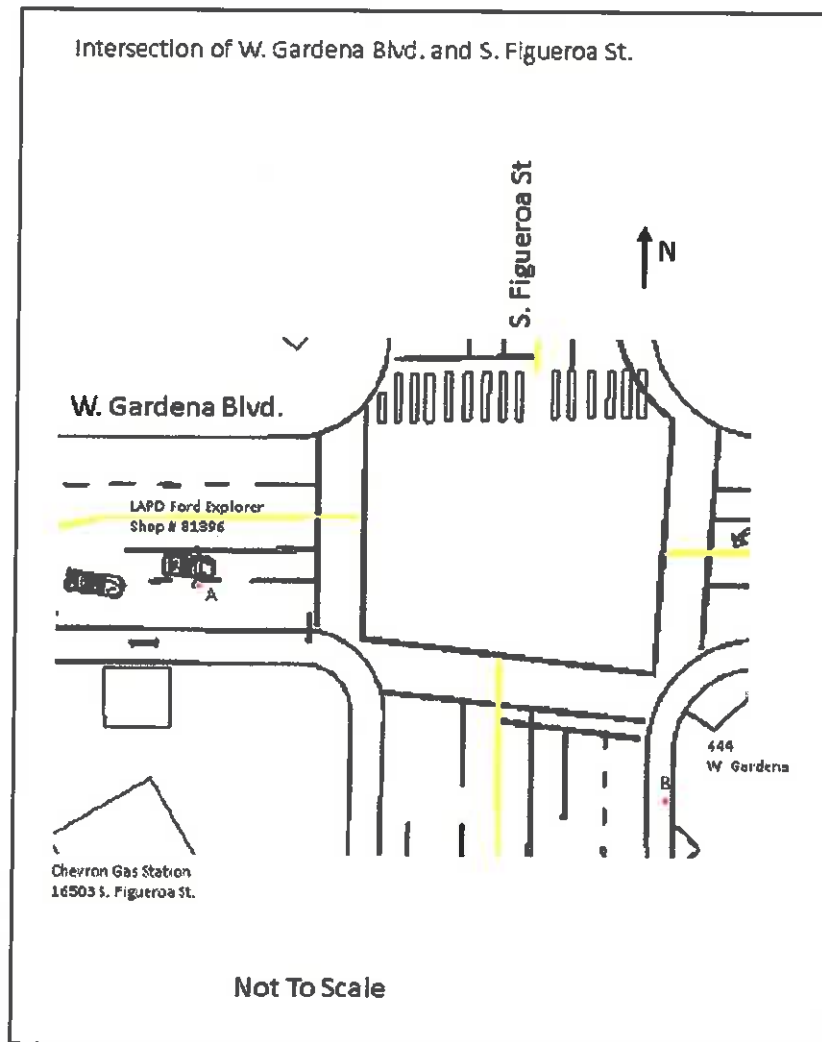 Intersection of W. Gardena Blvd. and S. Figueroa St.
S. Figueroa St
N
W. Gardena Blvd.
LAPD Ford Explorer
Shop # 81396
A
444
W Gardena
B
Chevron Gas Station
16503 S. Figueroa St.
Not To Scale